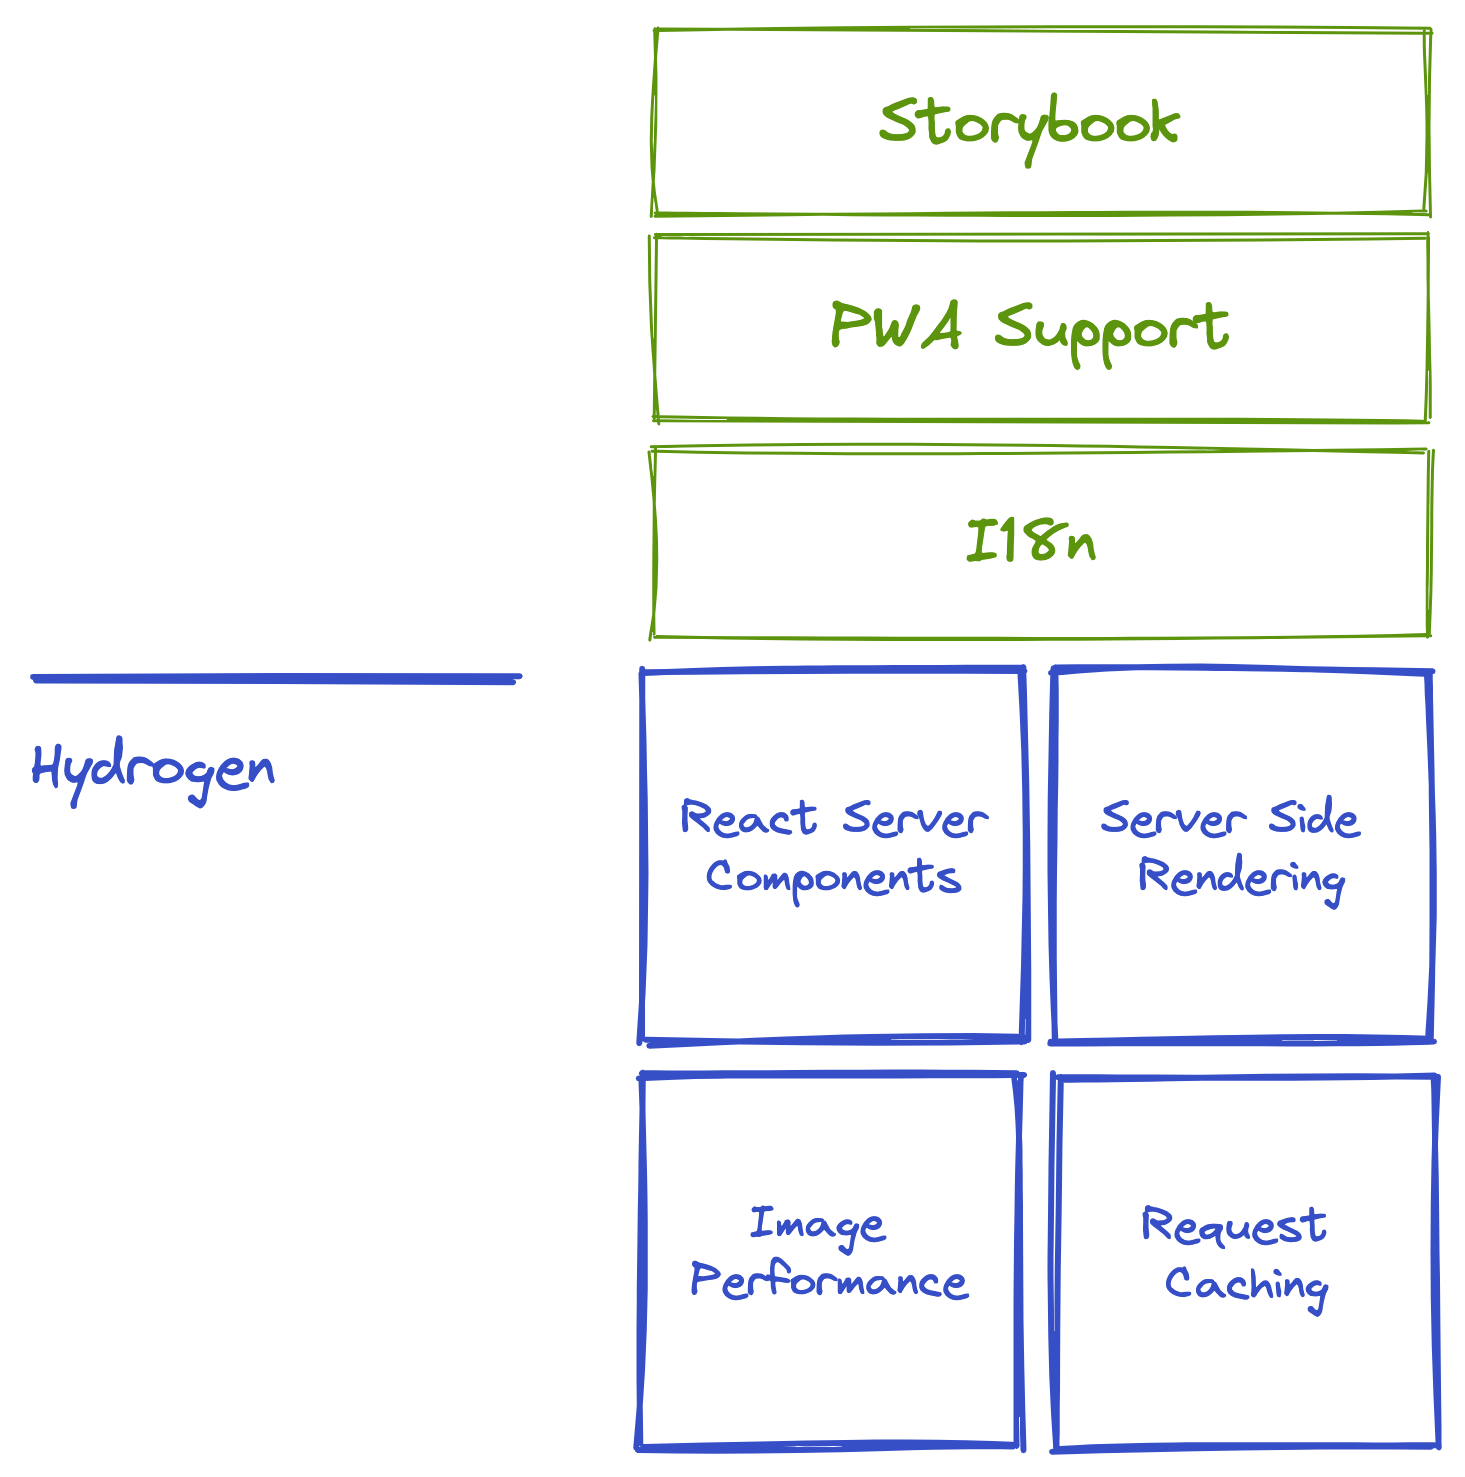 Storybook
PWA Support
I18n
Hydrogen
React Server
Components
Server Side
Rendering
Image
Performance
Request
Caching